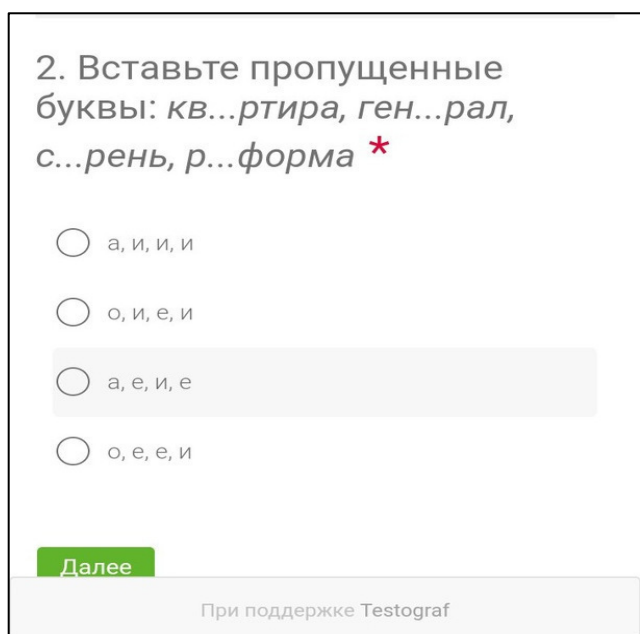 2. Вставьте пропущенные
буквы: кв...ртира, ген...рал,
с...рень, р...форма *
а, и, и, и
о, и, е, и
а, е, и, е
о, е, е, и
Далее
При поддержке Testograf